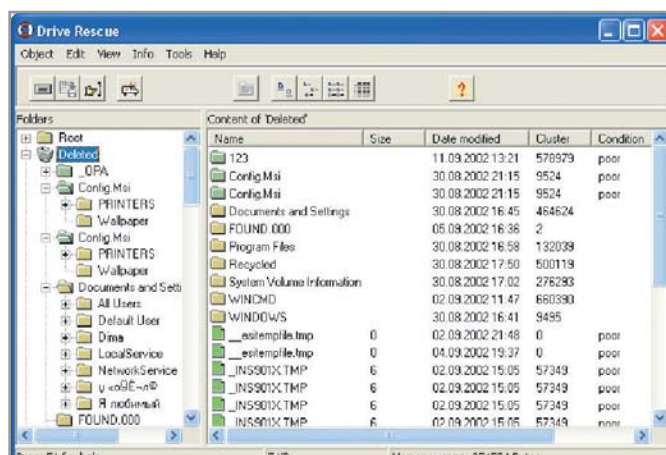 Drive Rescue
Object Edit View Info Tools Help
Folders
Content of 'Deleted'
Root
Deleted
_OPA
Config.Msi
PRINTERS
Wallpaper
Config.Msi
PRINTERS
Wallpaper
Documents and Setti
All Users
Default User
Dima
LocalService
NetworkService
Я любимый
FOUND.000
Name Size Date modified Cluster Condition
123 11.09.2002 13:21 578979 poor
Config.Msi 30.08.2002 21:15 9524 poor
Config.Msi 30.08.2002 21:15 9524 poor
Documents and Settings 30.08.2002 16:45 464624
FOUND.000 05.09.2002 16:36 2
Program Files 30.08.2002 16:58 132039
Recycled 30.08.2002 17:50 500119
System Volume Information 30.08.2002 17:02 276293
WINCMD 02.09.2002 11:47 660390
WINDOWS 30.08.2002 16:41 9495
__esitempfile.tmp 0 02.09.2002 21:48 0 poor
__esitempfile.tmp 0 04.09.2002 19:37 0 poor
_INS901X.TMP 6 02.09.2002 15:05 57349 poor
_INS901X.TMP 6 02.09.2002 15:05 57349 poor
_INS901X.TMP 6 02.09.2002 15:05 57349 poor
_INS901X.TMP 6 02.09.2002 15:05 57349 poor